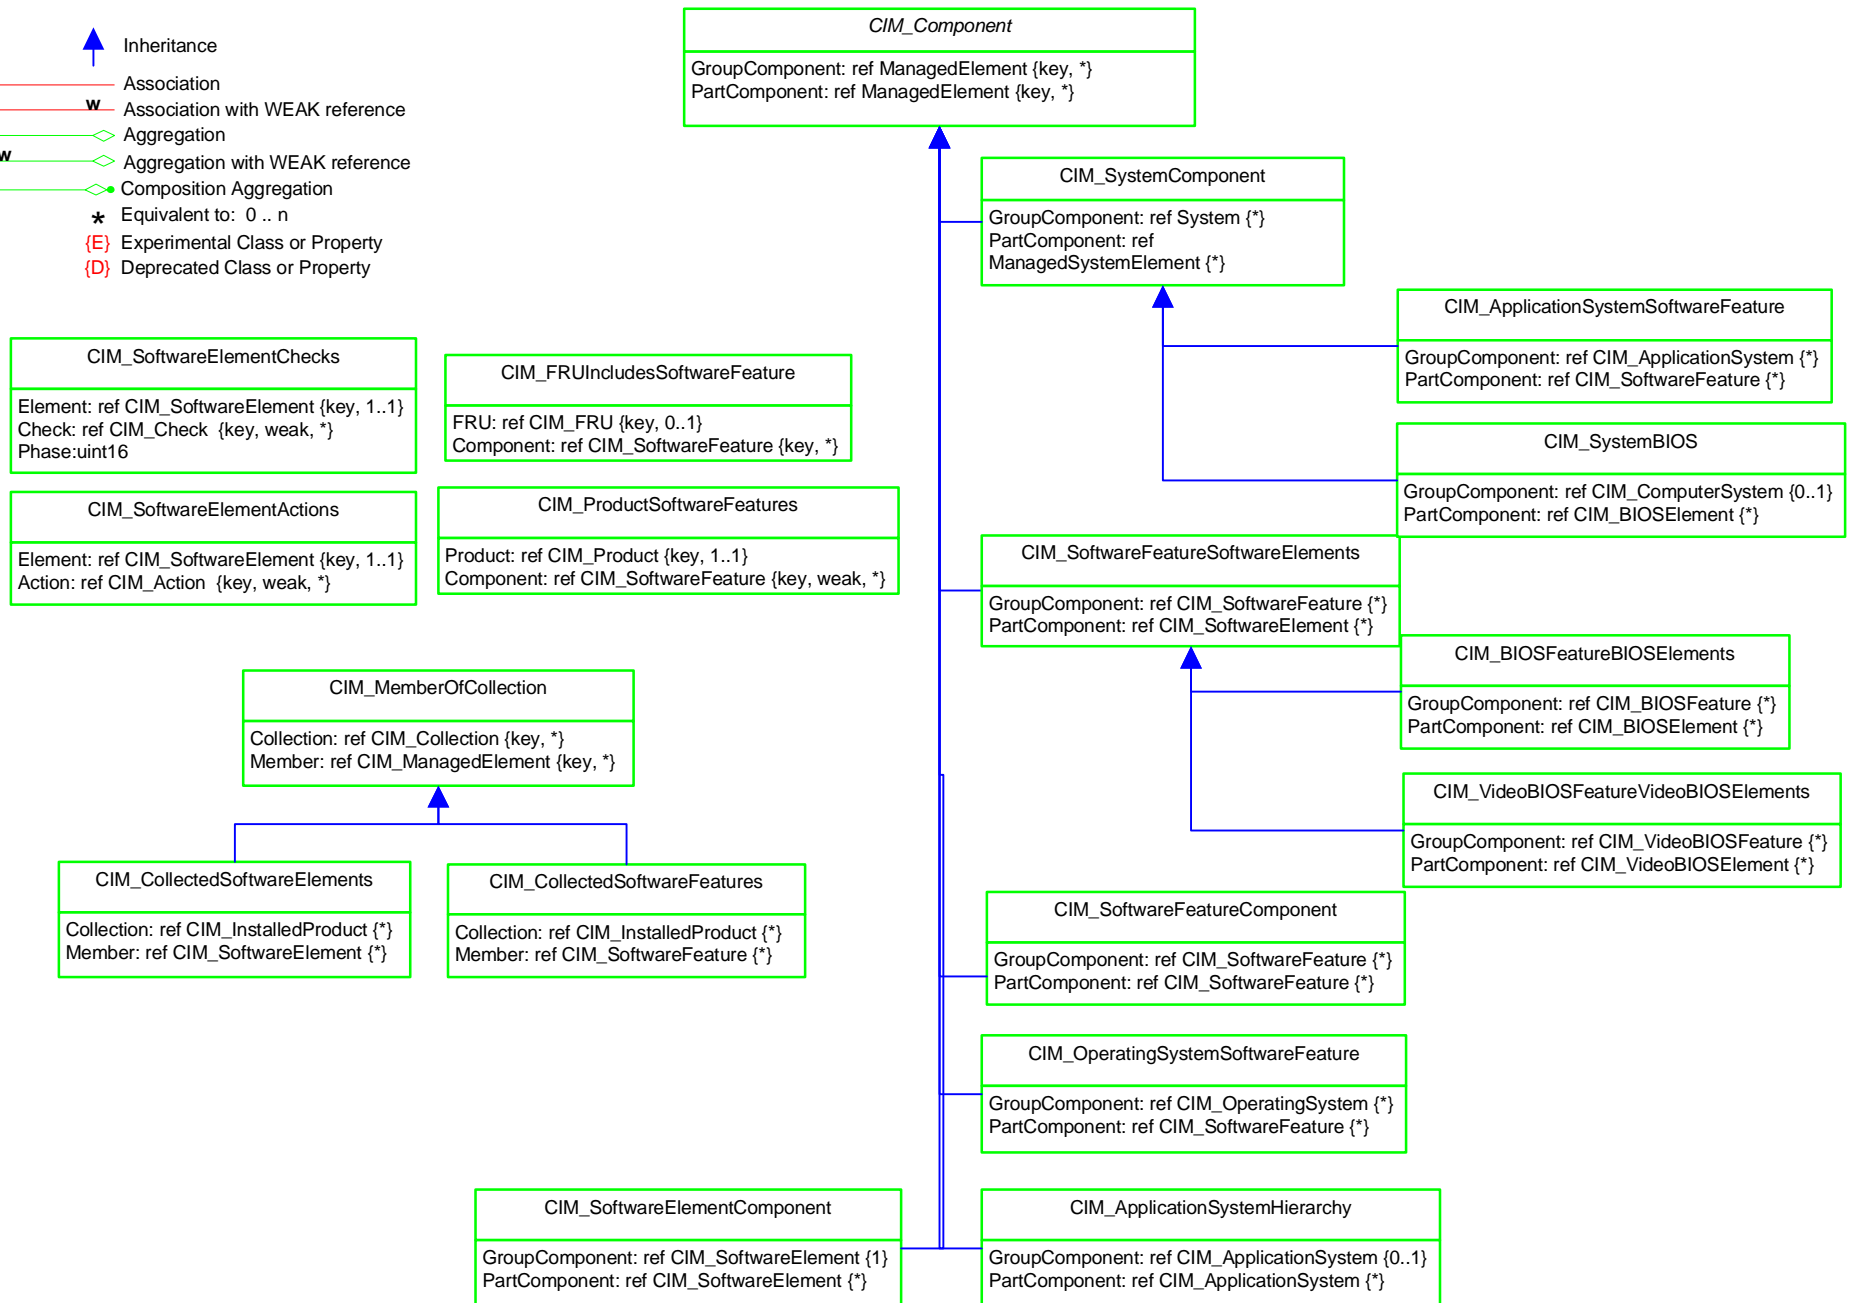 Inheritance
Association
w
Association with WEAK reference
Aggregation
w
Aggregation with WEAK reference
Composition Aggregation
* Equivalent to: 0 .. n
{E} Experimental Class or Property
{D} Deprecated Class or Property
CIM_Component
GroupComponent: ref ManagedElement {key, *}
PartComponent: ref ManagedElement {key, *}
CIM_SystemComponent
GroupComponent: ref System {*}
PartComponent: ref
ManagedSystemElement {*}
CIM_ApplicationSystemSoftwareFeature
GroupComponent: ref CIM_ApplicationSystem {*}
PartComponent: ref CIM_SoftwareFeature {*}
CIM_SoftwareElementChecks
Element: ref CIM_SoftwareElement {key, 1..1}
Check: ref CIM_Check {key, weak, *}
Phase:uint16
CIM_FRUIncludesSoftwareFeature
FRU: ref CIM_FRU {key, 0..1}
Component: ref CIM_SoftwareFeature {key, *}
CIM_SystemBIOS
GroupComponent: ref CIM_ComputerSystem {0..1}
PartComponent: ref CIM_BIOSElement {*}
CIM_SoftwareElementActions
Element: ref CIM_SoftwareElement {key, 1..1}
Action: ref CIM_Action {key, weak, *}
CIM_ProductSoftwareFeatures
Product: ref CIM_Product {key, 1..1}
Component: ref CIM_SoftwareFeature {key, weak, *}
CIM_SoftwareFeatureSoftwareElements
GroupComponent: ref CIM_SoftwareFeature {*}
PartComponent: ref CIM_SoftwareElement {*}
CIM_BIOSFeatureBIOSElements
GroupComponent: ref CIM_BIOSFeature {*}
PartComponent: ref CIM_BIOSElement {*}
CIM_MemberOfCollection
Collection: ref CIM_Collection {key, *}
Member: ref CIM_ManagedElement {key, *}
CIM_VideoBIOSFeatureVideoBIOSElements
GroupComponent: ref CIM_VideoBIOSFeature {*}
PartComponent: ref CIM_VideoBIOSElement {*}
CIM_CollectedSoftwareElements
Collection: ref CIM_InstalledProduct {*}
Member: ref CIM_SoftwareElement {*}
CIM_CollectedSoftwareFeatures
Collection: ref CIM_InstalledProduct {*}
Member: ref CIM_SoftwareFeature {*}
CIM_SoftwareFeatureComponent
GroupComponent: ref CIM_SoftwareFeature {*}
PartComponent: ref CIM_SoftwareFeature {*}
CIM_OperatingSystemSoftwareFeature
GroupComponent: ref CIM_OperatingSystem {*}
PartComponent: ref CIM_SoftwareFeature {*}
CIM_SoftwareElementComponent
GroupComponent: ref CIM_SoftwareElement {1}
PartComponent: ref CIM_SoftwareElement {*}
CIM_ApplicationSystemHierarchy
GroupComponent: ref CIM_ApplicationSystem {0..1}
PartComponent: ref CIM_ApplicationSystem {*}